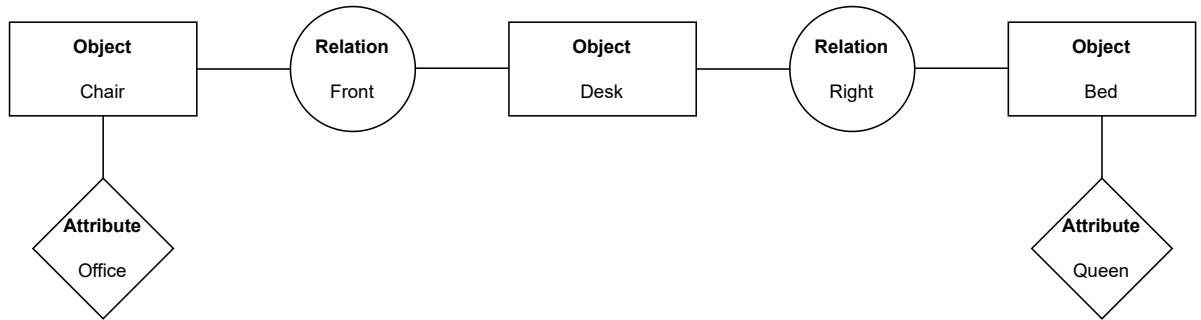 Object
Chair
Relation
Front
Object
Desk
Relation
Right
Object
Bed
Attribute
Office
Attribute
Queen